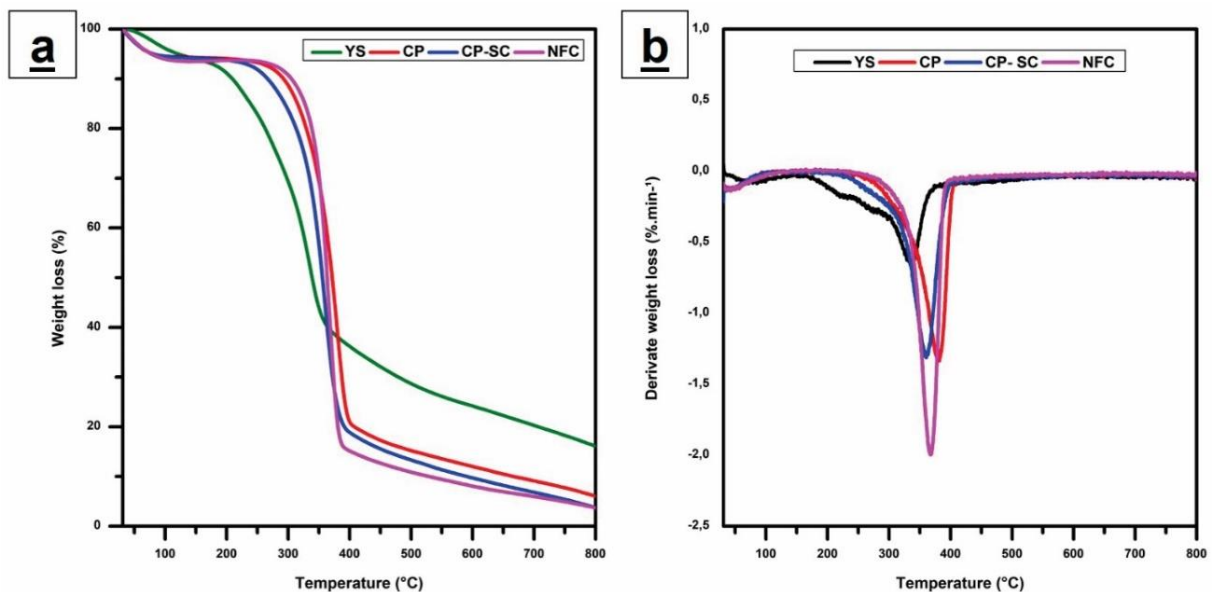 a
YS CP CP-SC NFC
100
80
60
40
20
0
Weight loss (%)
100 200 300 400 500 600 700 800
Temperature (°C)
b
YS CP CP- SC NFC
1,0
0,5
0,0
-0,5
-1,0
-1,5
-2,0
-2,5
Derivate weight loss (%.min-¹)
100 200 300 400 500 600 700 800
Temperature (°C)